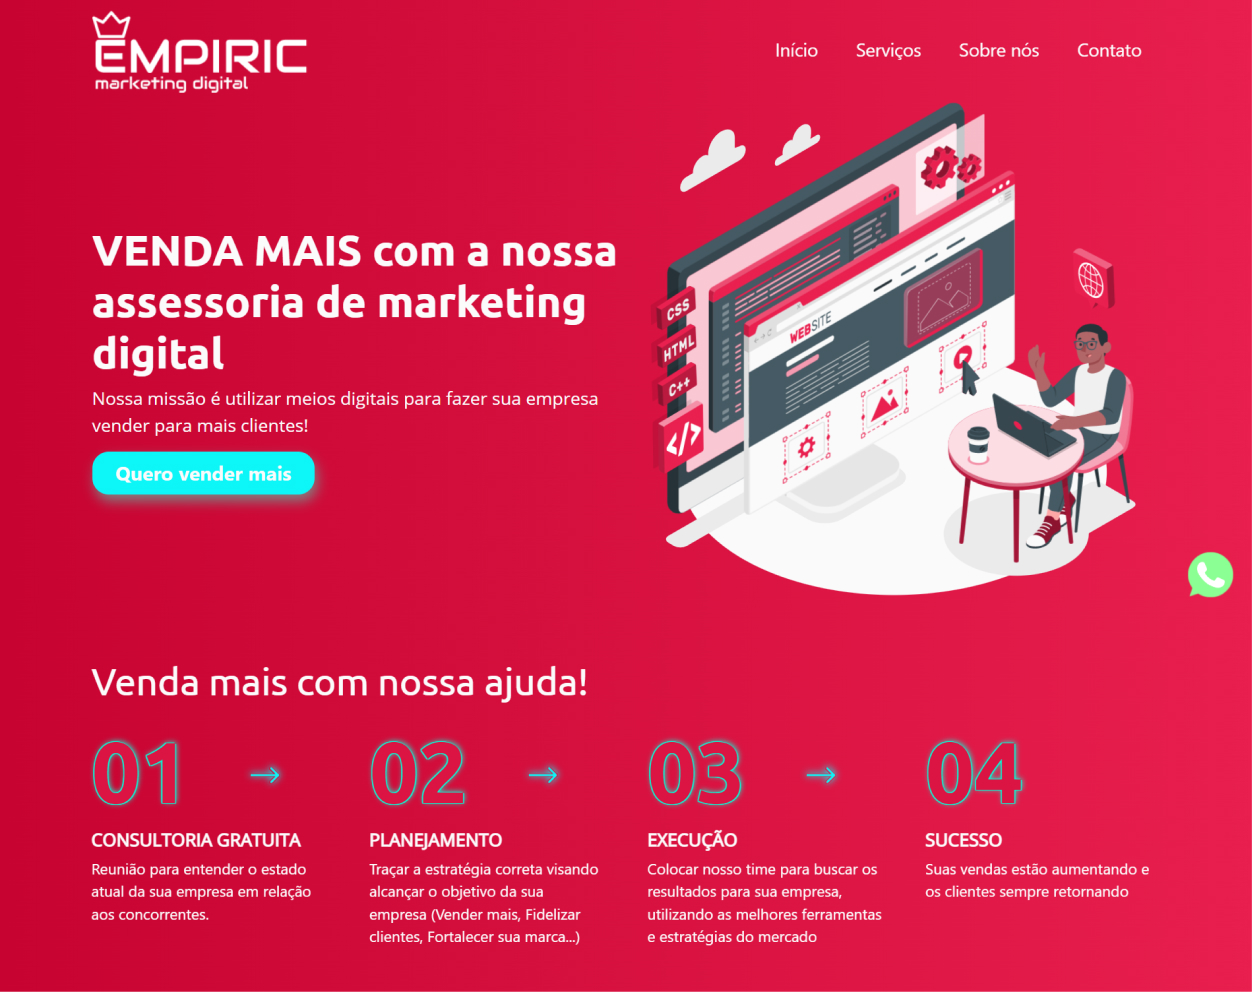 EMPIRIC
marketing digital
Início Serviços Sobre nós Contato
VENDA MAIS com a nossa
assessoria de marketing
digital
Nossa missão é utilizar meios digitais para fazer sua empresa
vender para mais clientes!
Quero vender mais
CSS
HTML
C++
</>
WEBSITE
Venda mais com nossa ajuda!
01 → 02 → 03 → 04
CONSULTORIA GRATUITA
Reunião para entender o estado
atual da sua empresa em relação
aos concorrentes.
PLANEJAMENTO
Traçar a estratégia correta visando
alcançar o objetivo da sua
empresa (Vender mais, Fidelizar
clientes, Fortalecer sua marca...)
EXECUÇÃO
Colocar nosso time para buscar os
resultados para sua empresa,
utilizando as melhores ferramentas
e estratégias do mercado
SUCESSO
Suas vendas estão aumentando e
os clientes sempre retornando